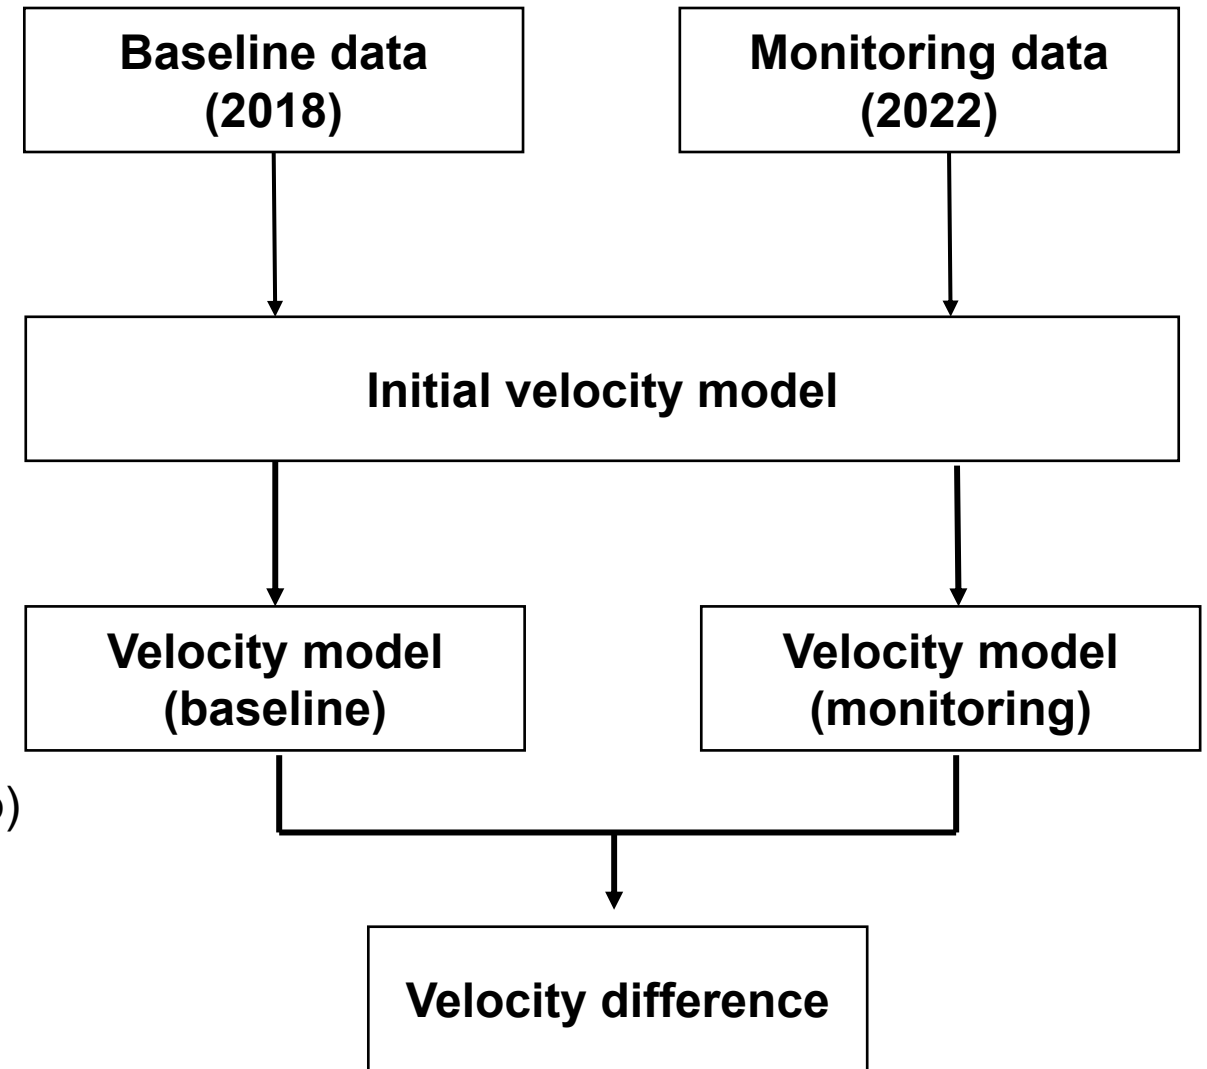 Baseline data
(2018)
Monitoring data
(2022)
Initial velocity model
Velocity model
(baseline)
Velocity model
(monitoring)
)
Velocity difference